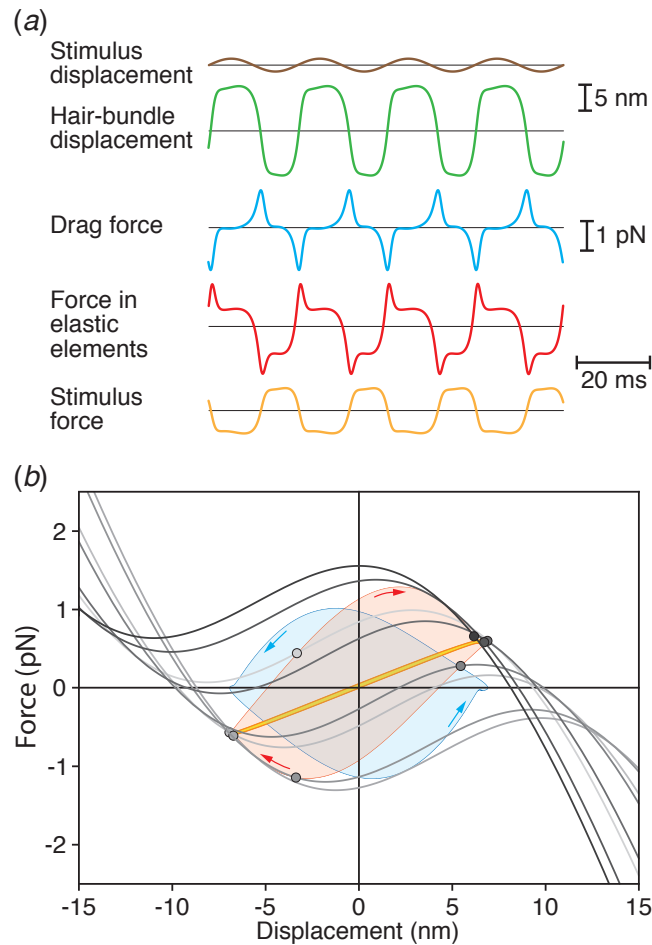 (a)
Stimulus
displacement
5 nm
Hair-bundle
displacement
Drag force
1 pN
Force in
elastic
elements
20 ms
Stimulus
force
(b)
2
1
0
-1
-2
Force (pN)
-15 -10 -5 0 5 10 15
Displacement (nm)